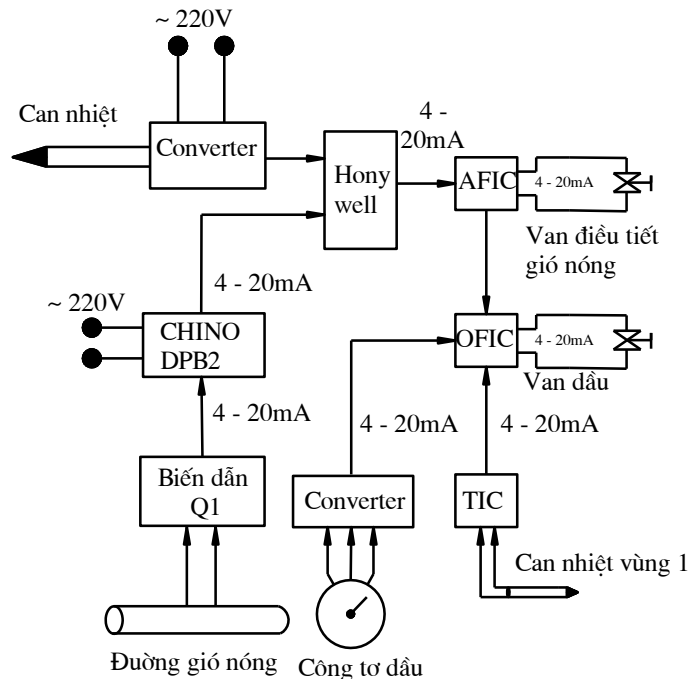 ~ 220V
Can nhiệt
Converter
4 -
20mA
Hony
well
AFIC
4 - 20mA
Van điều tiết
gió nóng
4 - 20mA
~ 220V
CHINO
DPB2
OFIC
4 - 20mA
Van dầu
4 - 20mA
4 - 20mA
4 - 20mA
Biến dẫn
Q1
Converter
TIC
Can nhiệt vùng 1
Đuờng gió nóng
Công tơ dầu